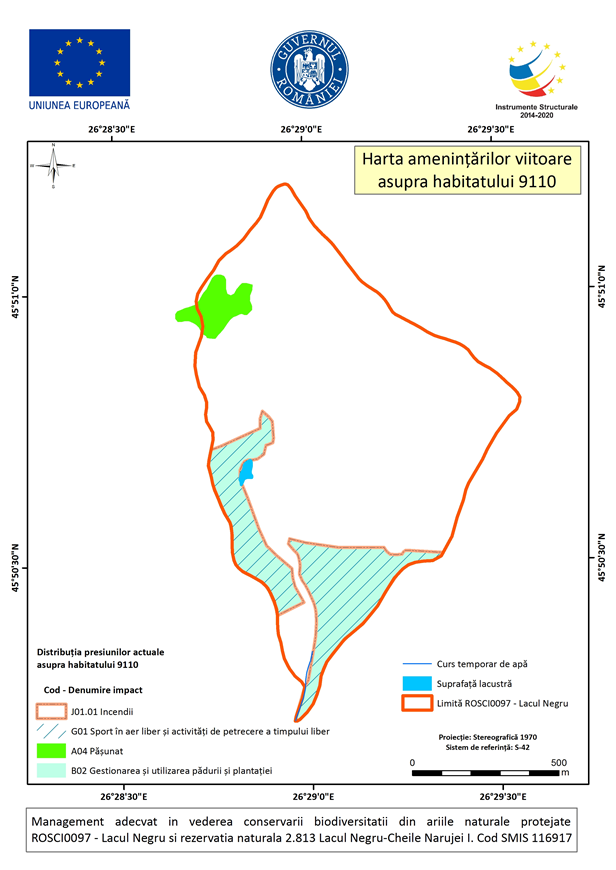 UNIUNEA EUROPEANĂ
GUVERNUL ROMÂNIEI
Instrumente Structurale
2014-2020
26°28'30"E
26°29'0"E
26°29'30"E
N
S
Harta amenințărilor viitoare
asupra habitatului 9110
45°51'0"N
45°51'0"N
45°50'30"N
45°50'30"N
Distribuția presiunilor actuale
asupra habitatului 9110
Cod - Denumire impact
J01.01 Incendii
G01 Sport în aer liber și activități de petrecere a timpului liber
A04 Pășunat
B02 Gestionarea și utilizarea pădurii și plantației
Curs temporar de apă
Suprafață lacustră
Limită ROSCI0097 - Lacul Negru
Proiecție: Stereografică 1970
Sistem de referință: S-42
0 500
m
26°28'30"E
26°29'0"E
26°29'30"E
Management adecvat in vederea conservarii biodiversitatii din ariile naturale protejate
ROSCI0097 - Lacul Negru si rezervatia naturala 2.813 Lacul Negru-Cheile Narujei I. Cod SMIS 116917